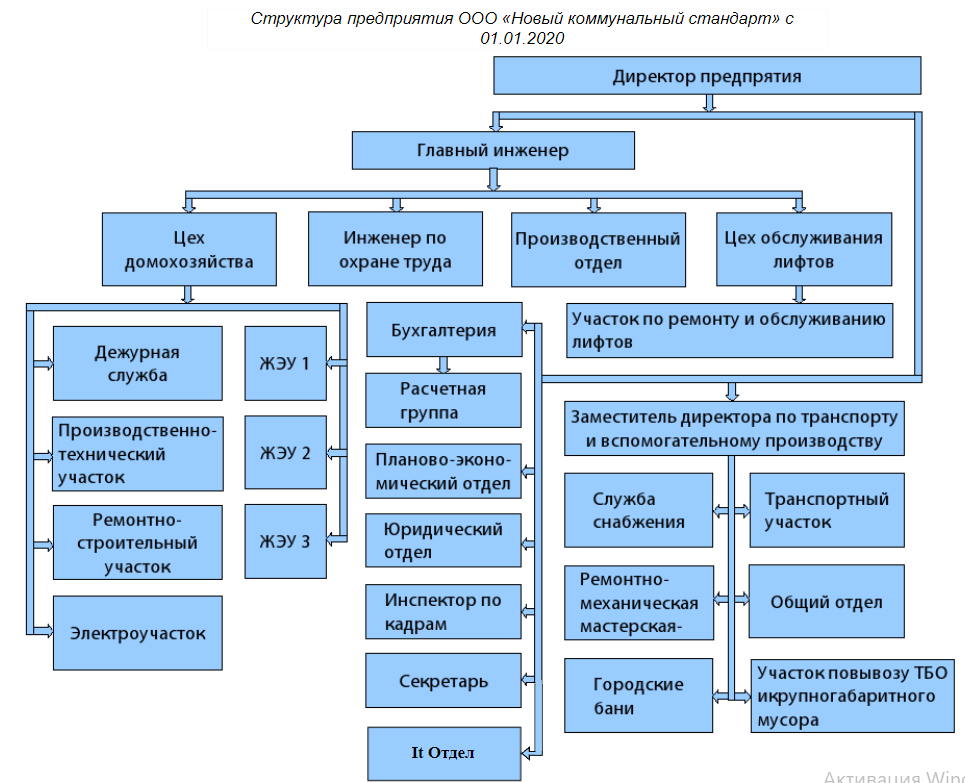 Структура предприятия ООО «Новый коммунальный стандарт» с
01.01.2020
Директор предпрятия
Главный инженер
Цех
домохозяйства
Инженер по
охране труда
Производственный
отдел
Цех обслуживания
лифтов
Участок по ремонту и обслуживанию
лифтов
Дежурная
служба
Производственно-
технический
участок
Ремонтно-
строительный
участок
Электроучасток
ЖЭУ 1
ЖЭУ 2
ЖЭУ 3
Бухгалтерия
Расчетная
группа
Планово-эконо-
мический отдел
Юридический
отдел
Инспектор по
кадрам
Секретарь
It Отдел
Заместитель директора по транспорту
и вспомогательному производству
Служба
снабжения
Транспортный
участок
Ремонтно-
механическая
мастерская-
Общий отдел
Городские
бани
Участок повывозу ТБО
икрупногабаритного
мусора
Активация Wind